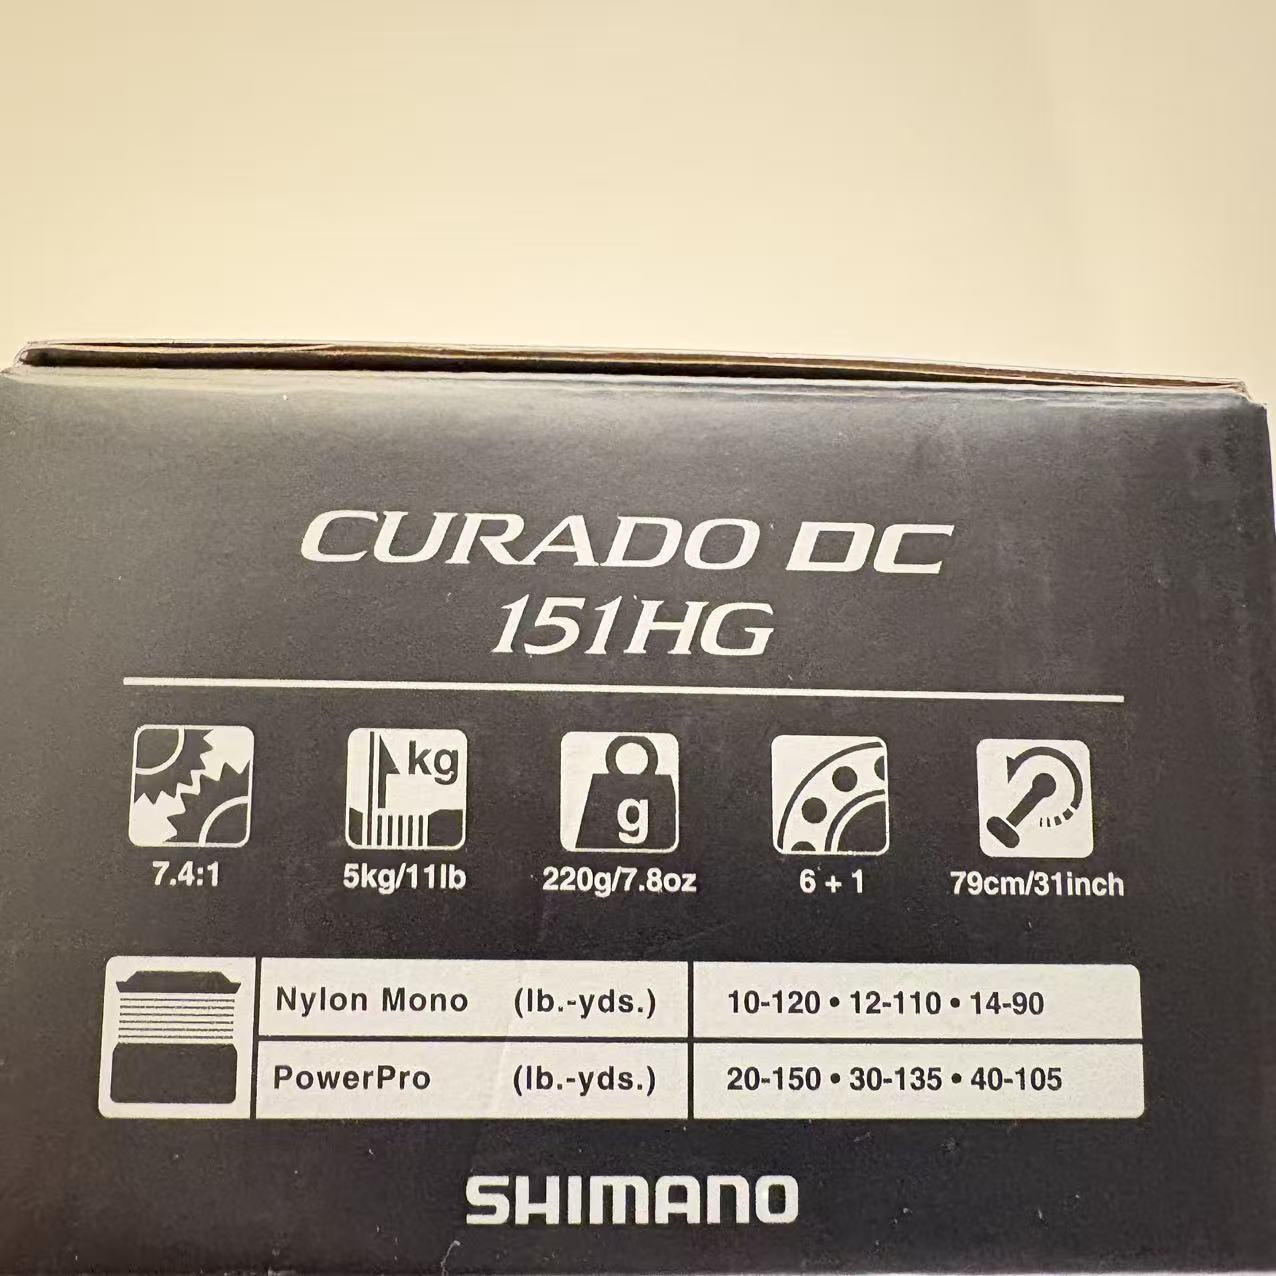 CURADO DC
151HG
kg
g
7.4:1 5kg/11lb 220g/7.8oz 6 + 1 79cm/31inch
Nylon Mono (lb.-yds.) 10-120 • 12-110 • 14-90
PowerPro (lb.-yds.) 20-150 • 30-135 • 40-105
SHIMANO